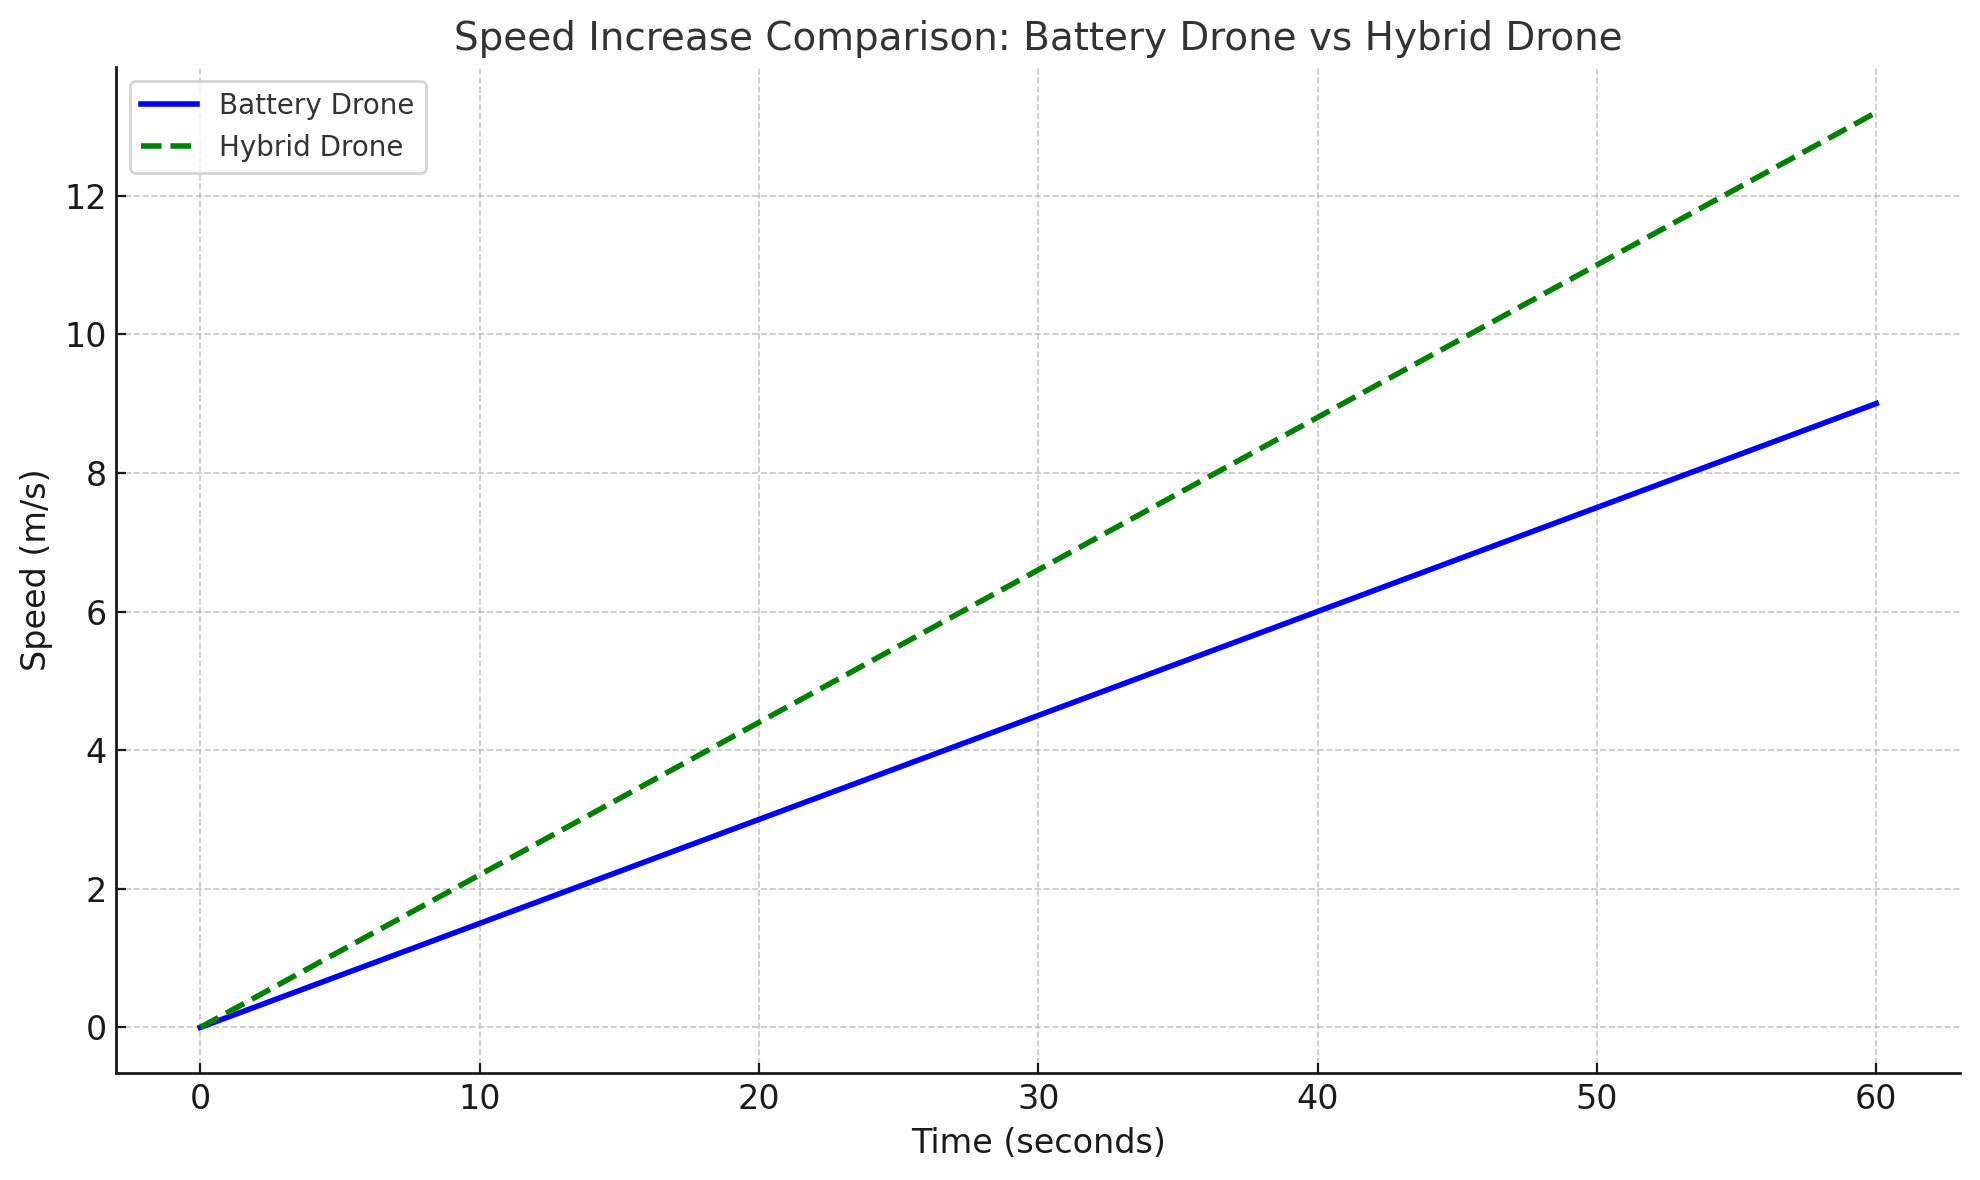 Speed Increase Comparison: Battery Drone vs Hybrid Drone
Battery Drone
Hybrid Drone
Speed (m/s)
12
10
8
6
4
2
0
0 10 20 30 40 50 60
Time (seconds)